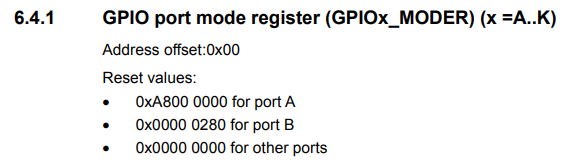 6.4.1 GPIO port mode register (GPIOx_MODER) (x =A..K)
Address offset:0x00
Reset values:
• 0xA800 0000 for port A
• 0x0000 0280 for port B
• 0x0000 0000 for other ports